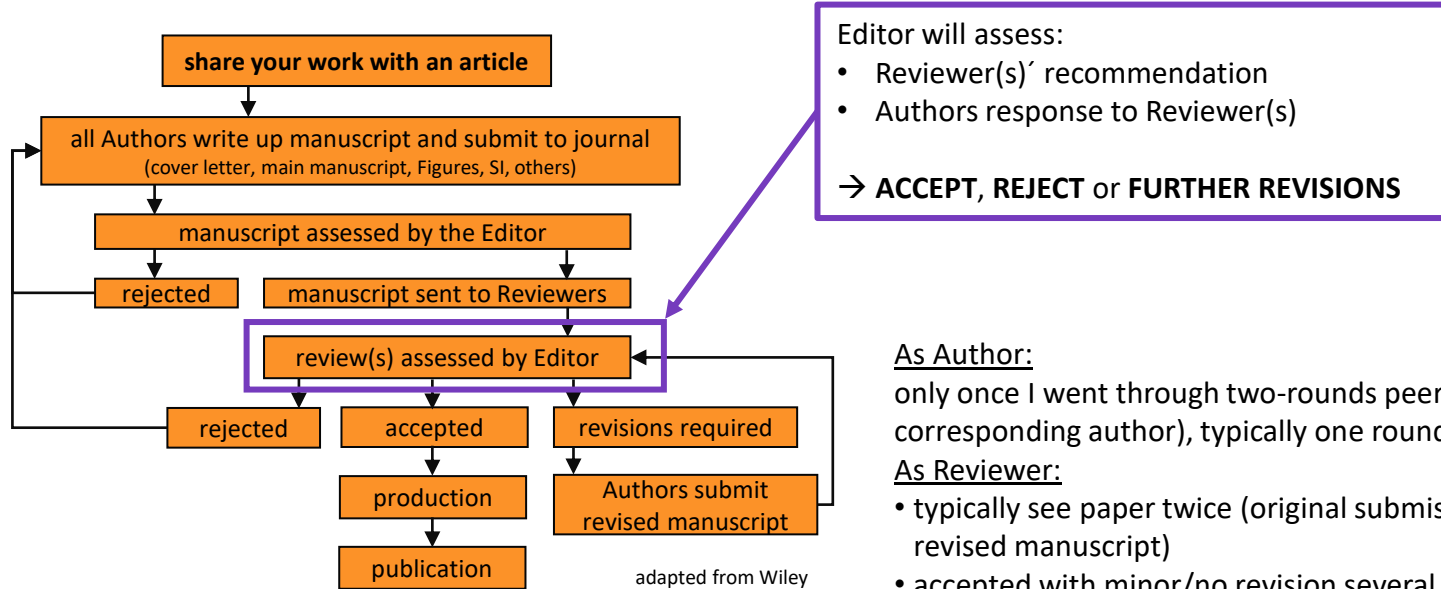 share your work with an article
all Authors write up manuscript and submit to journal
(cover letter, main manuscript, Figures, SI, others)
manuscript assessed by the Editor
rejected
manuscript sent to Reviewers
review(s) assessed by Editor
rejected
accepted
revisions required
production
Authors submit
revised manuscript
publication
adapted from Wiley
Editor will assess:
• Reviewer(s)´ recommendation
• Authors response to Reviewer(s)
→ ACCEPT, REJECT or FURTHER REVISIONS
As Author:
only once I went through two-rounds peer
corresponding author), typically one round
As Reviewer:
• typically see paper twice (original submis
revised manuscript)
• accepted with minor/no revision several